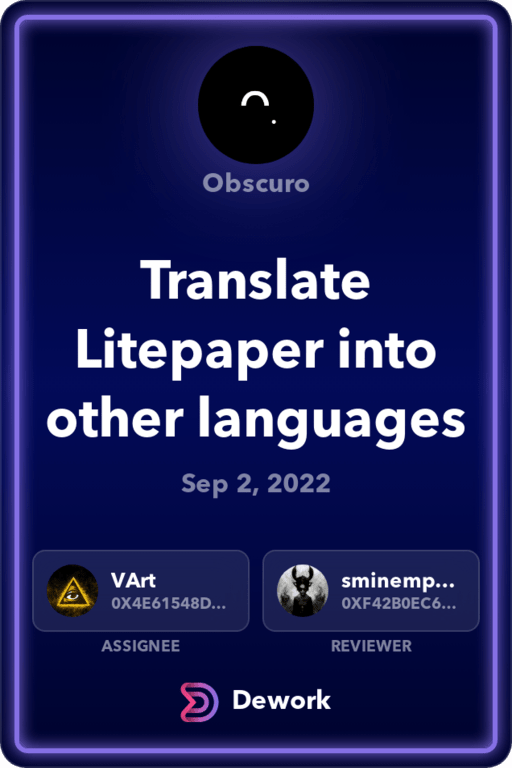 Obscuro
Translate
Litepaper into
other languages
Sep 2, 2022
VArt
0X4E61548D...
sminemp...
0XF42B0EC6...
ASSIGNEE
REVIEWER
Dework